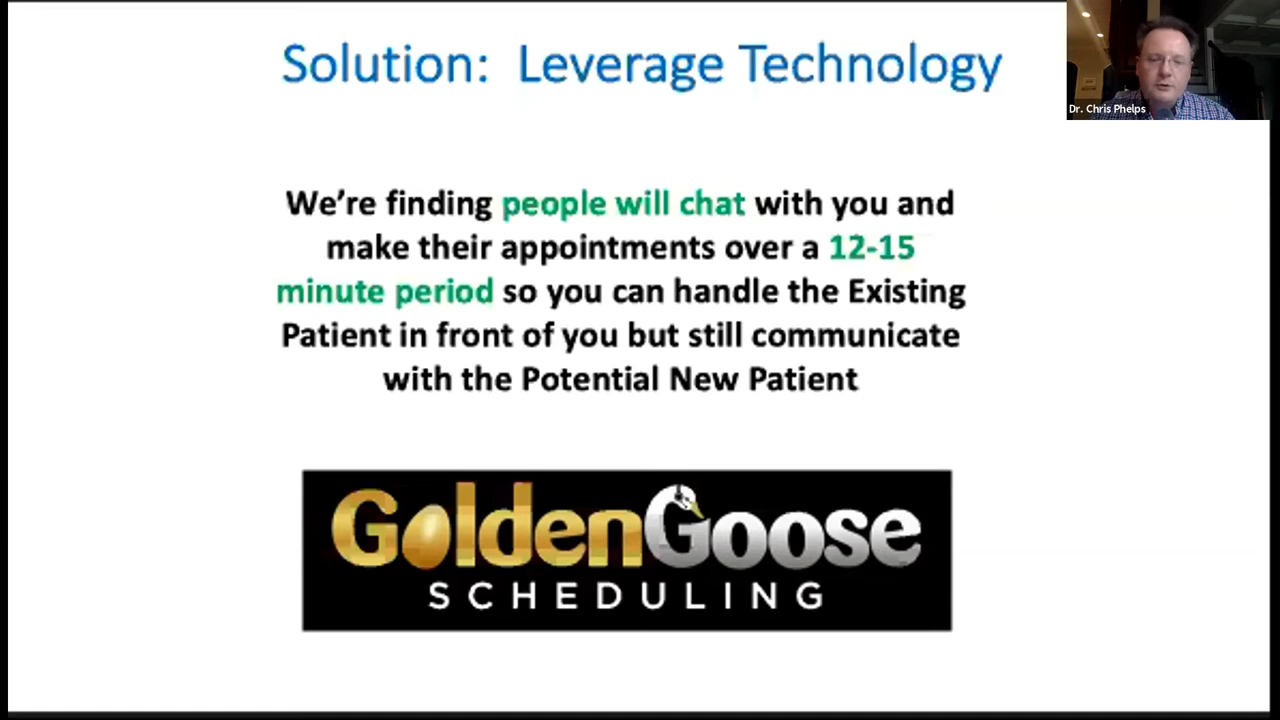 Solution: Leverage Technology
Dr. Chris Phelps
We're finding people will chat with you and
make their appointments over a 12-15
minute period so you can handle the Existing
Patient in front of you but still communicate
with the Potential New Patient
GoldenGoose
SCHEDULING